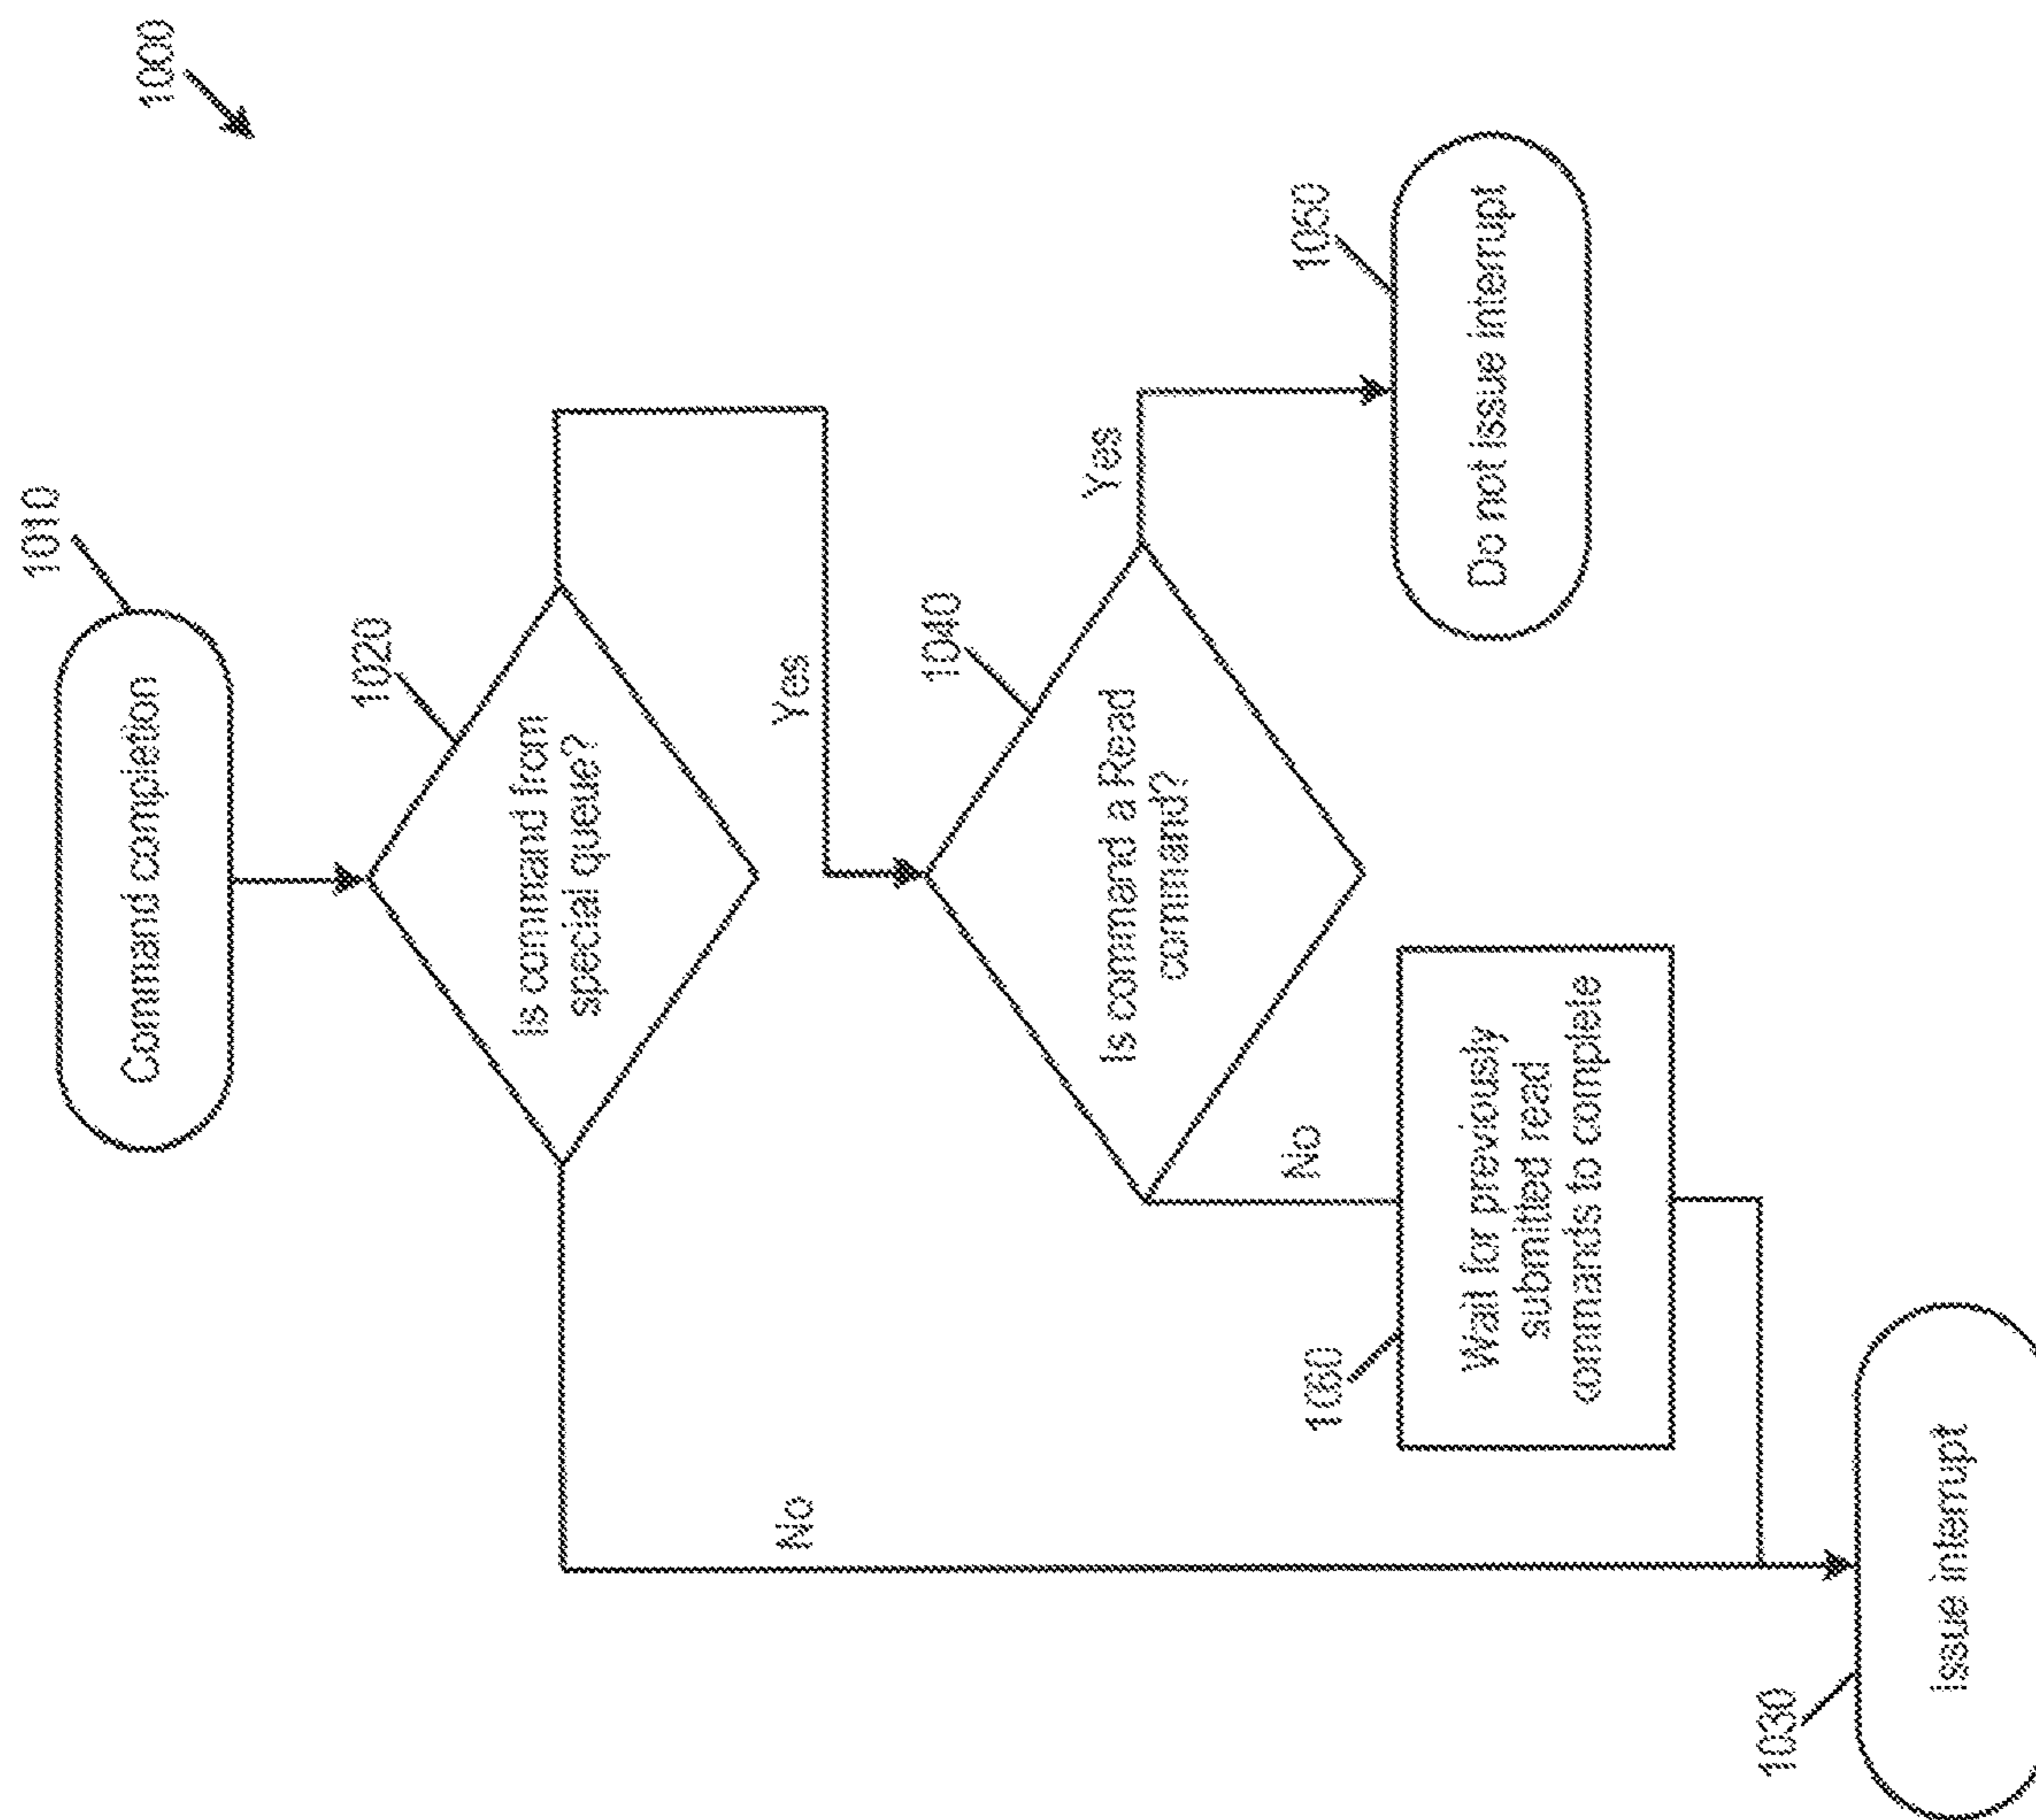 1000
1010
Command completion
1020
Is command from
special queue?
Yes
No
1040
Is command a Read
command?
Yes
No
1050
Do not issue interrupt
1060
Wait for previously
submitted read
commands to complete
1030
Issue interrupt